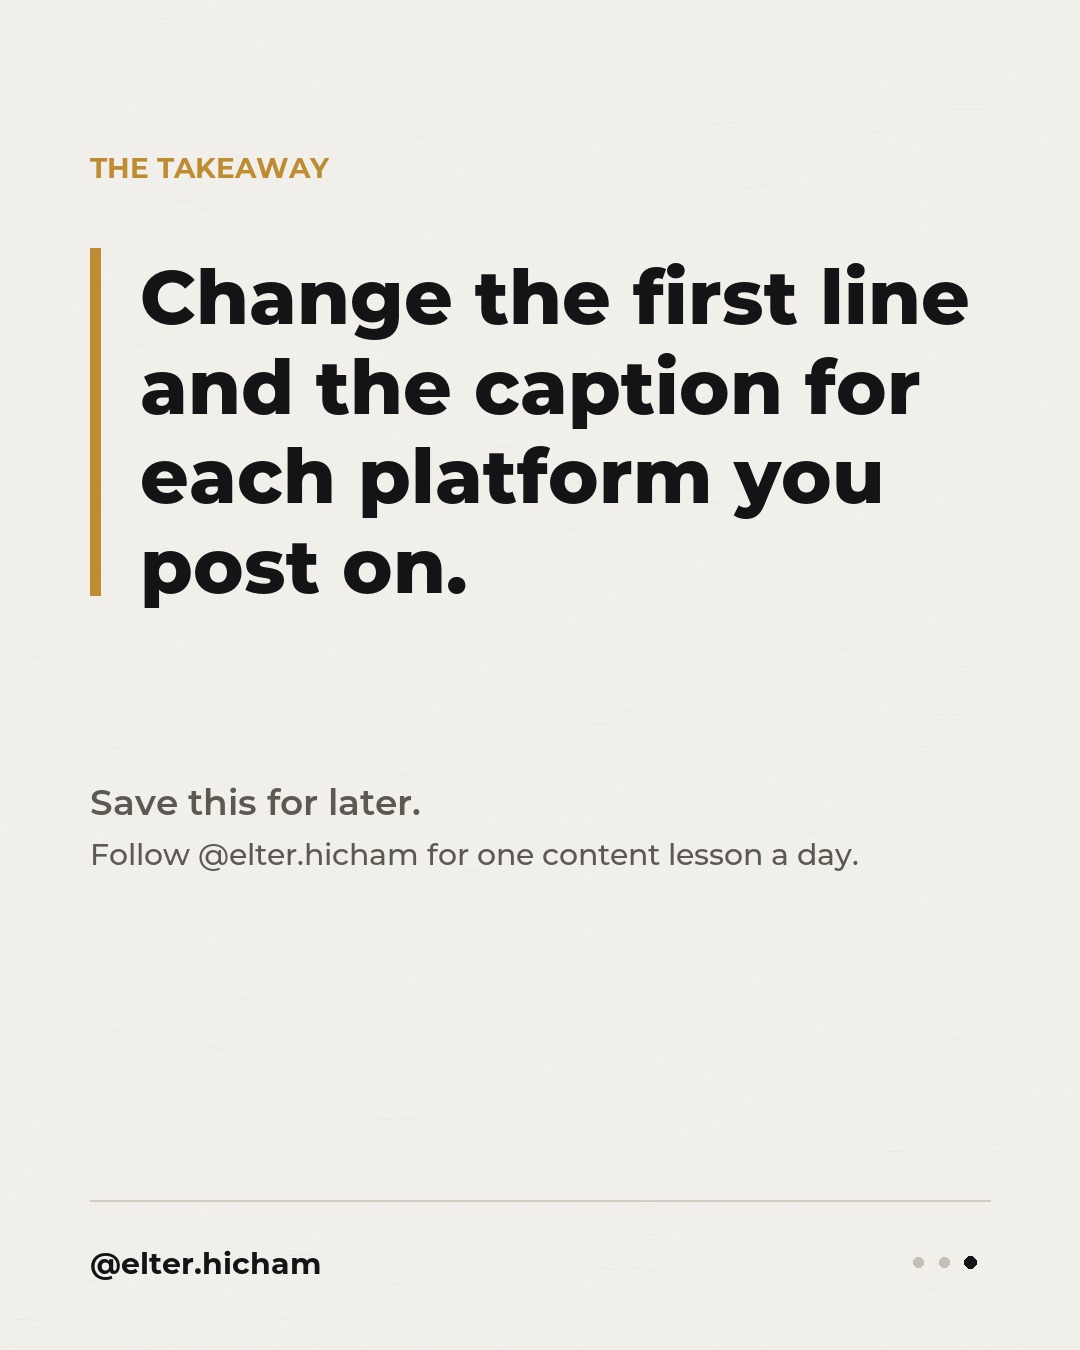 THE TAKEAWAY
Change the first line
and the caption for
each platform you
post on.
Save this for later.
Follow @elter.hicham for one content lesson a day.
@elter.hicham